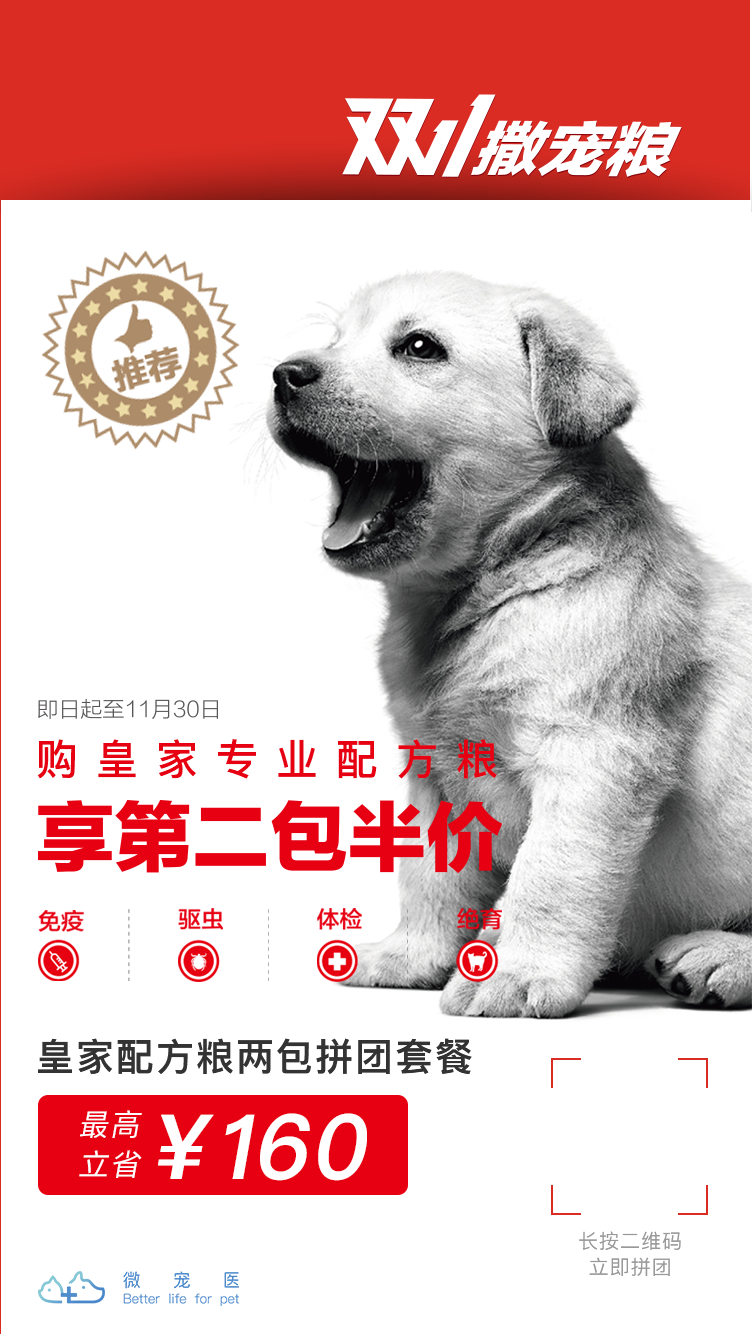 双11撒宠粮
推荐
即日起至11月30日
购皇家专业配方粮
享第二包半价
免疫 驱虫 体检 绝育
皇家配方粮两包拼团套餐
最高
立省
¥160
长按二维码
立即拼团
微宠医
Better life for pet